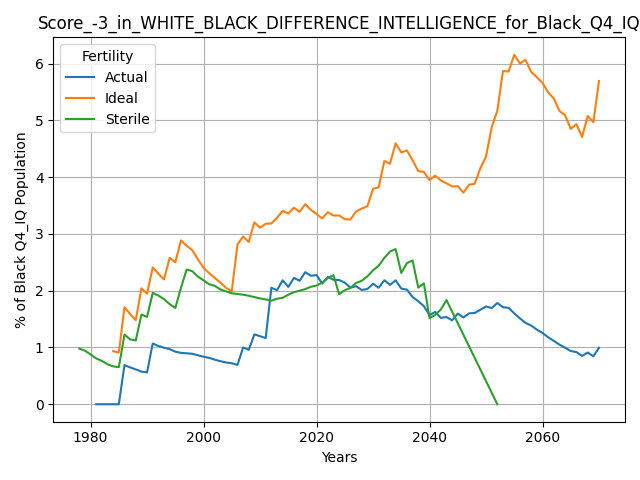 Score_-3_in_WHITE_BLACK_DIFFERENCE_INTELLIGENCE_for_Black_Q4_IQ
Fertility
Actual
Ideal
Sterile
% of Black Q4_IQ Population
6
5
4
3
2
1
0
1980
2000
2020
2040
2060
Years